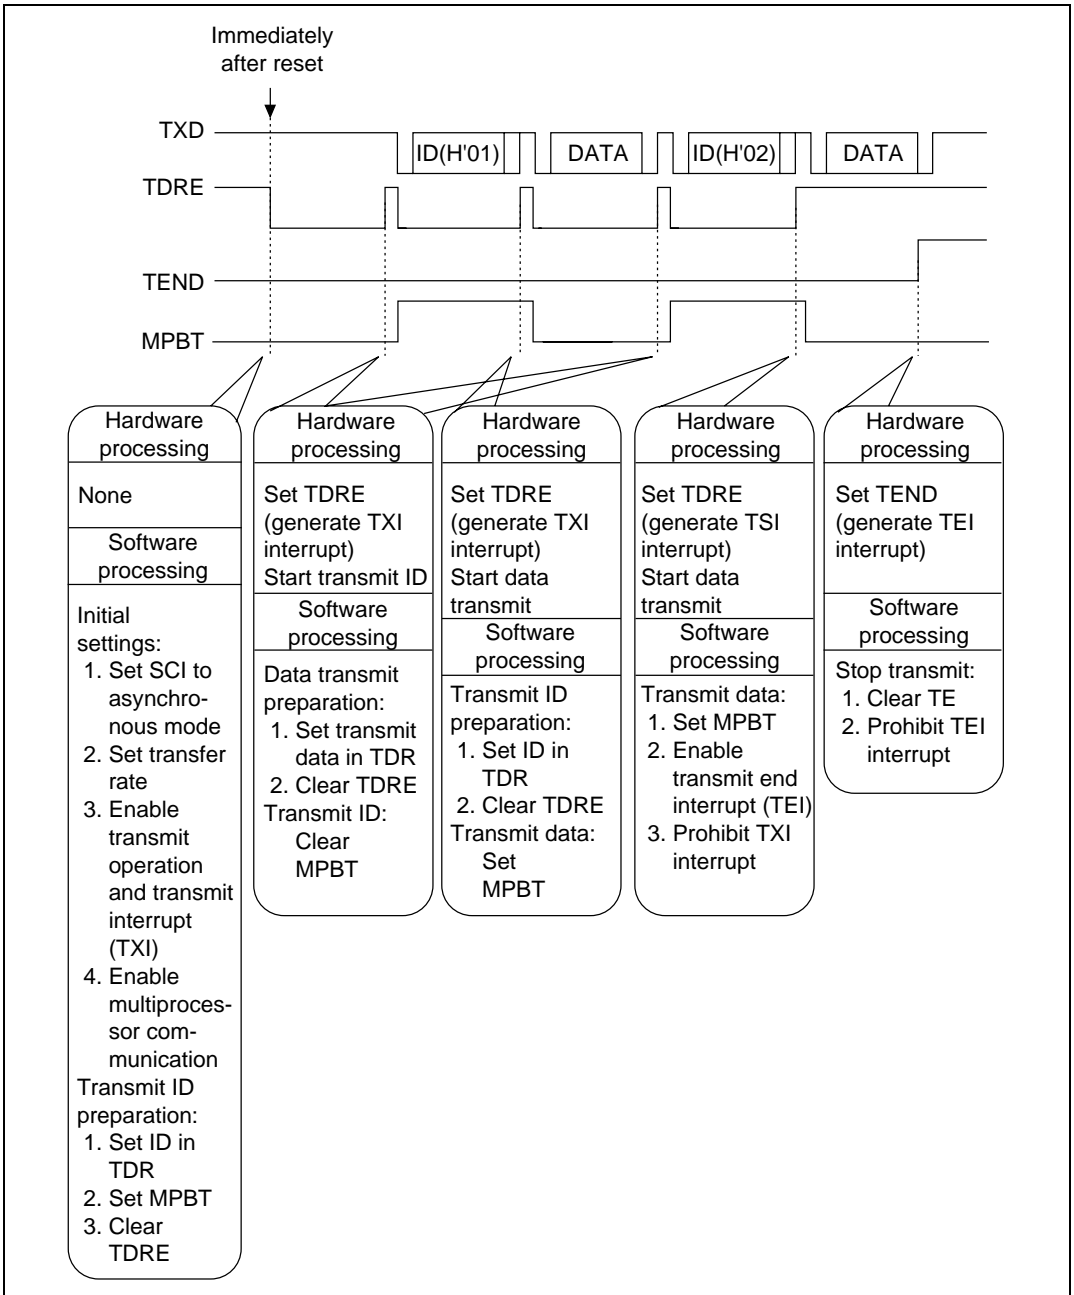 Immediately
after reset
TXD
ID(H'01)
DATA
ID(H'02)
DATA
TDRE
TEND
MPBT
Hardware
processing
None
Software
processing
Initial
settings:
1. Set SCI to
asynchro-
nous mode
2. Set transfer
rate
3. Enable
transmit
operation
and transmit
interrupt
(TXI)
4. Enable
multiproces-
sor com-
munication
Transmit ID
preparation:
1. Set ID in
TDR
2. Set MPBT
3. Clear
TDRE
Hardware
processing
Set TDRE
(generate TXI
interrupt)
Start transmit ID
Software
processing
Data transmit
preparation:
1. Set transmit
data in TDR
2. Clear TDRE
Transmit ID:
Clear
MPBT
Hardware
processing
Set TDRE
(generate TXI
interrupt)
Start data
transmit
Software
processing
Transmit ID
preparation:
1. Set ID in
TDR
2. Clear TDRE
Transmit data:
Set
MPBT
Hardware
processing
Set TDRE
(generate TSI
interrupt)
Start data
transmit
Software
processing
Transmit data:
1. Set MPBT
2. Enable
transmit end
interrupt (TEI)
3. Prohibit TXI
interrupt
Hardware
processing
Set TEND
(generate TEI
interrupt)
Software
processing
Stop transmit:
1. Clear TE
2. Prohibit TEI
interrupt